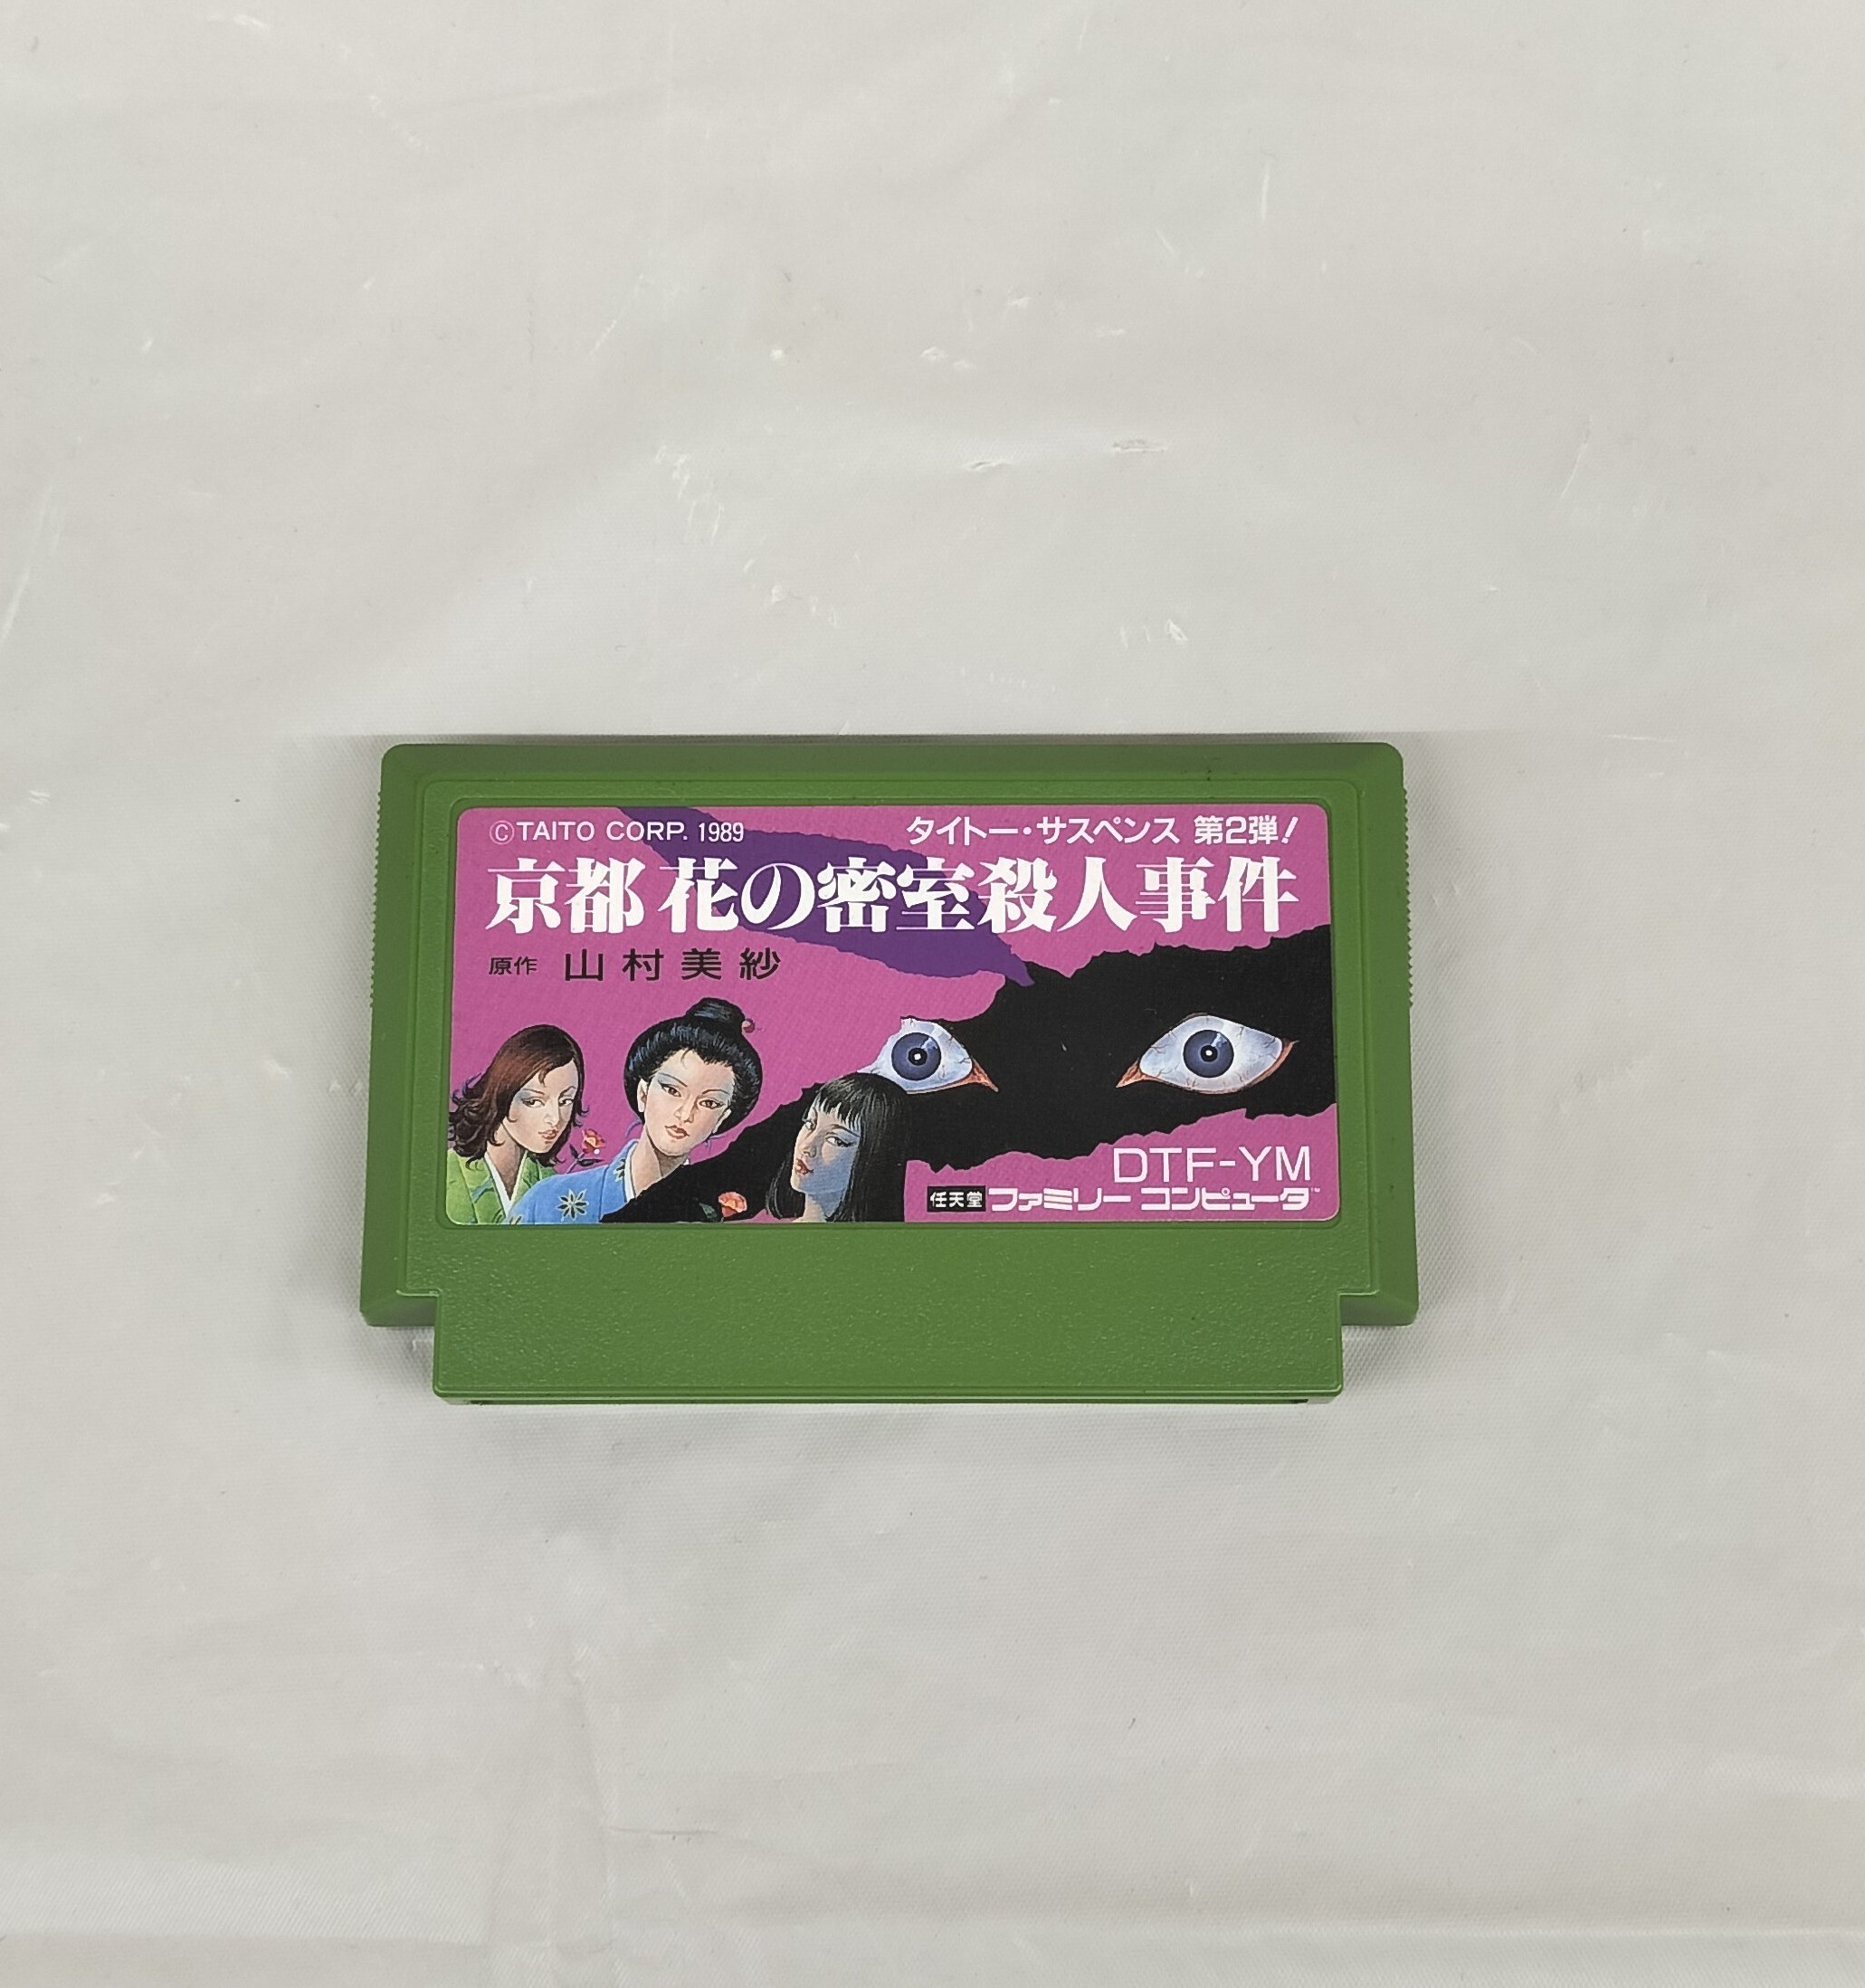 ©TAITO CORP. 1989
タイトー・サスペンス 第2弾!
京都 花の密室殺人事件
原作 山村美紗
DTF-YM
任天堂 ファミリー コンピュータ™